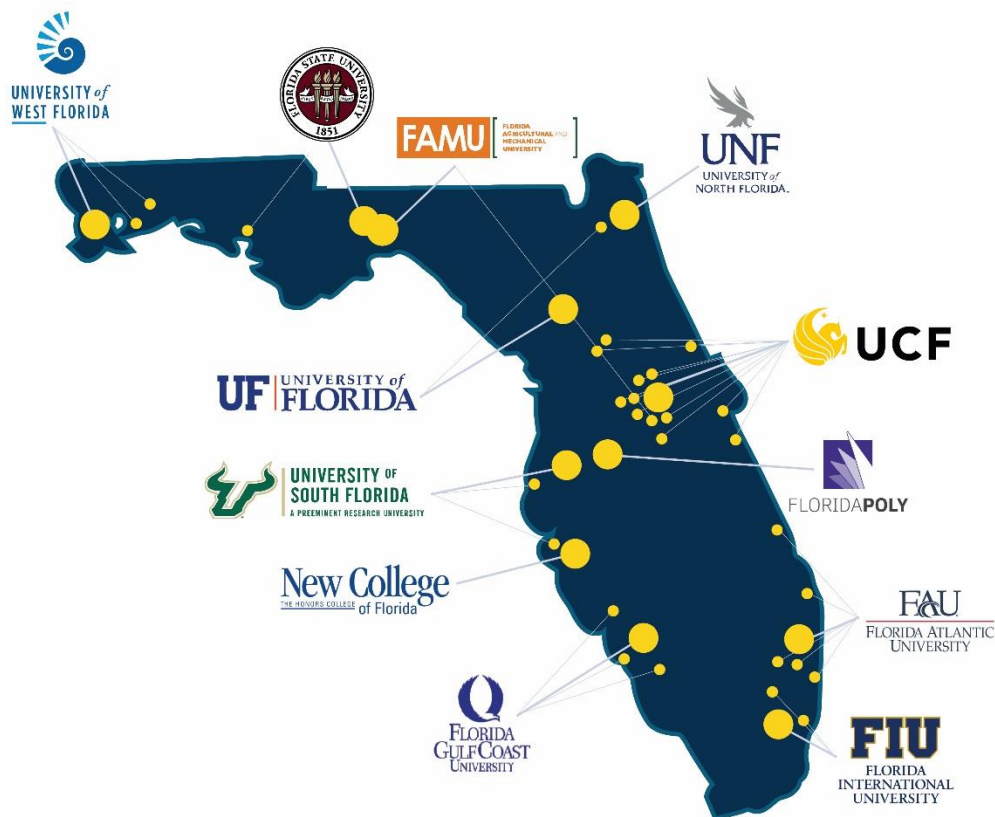 UNIVERSITY of
WEST FLORIDA
FLORIDA STATE UNIVERSITY
1851
FAMU
FLORIDA
AGRICULTURAL AND
MECHANICAL
UNIVERSITY
UNF
UNIVERSITY of
NORTH FLORIDA.
UCF
UF
UNIVERSITY of
FLORIDA
UNIVERSITY OF
SOUTH FLORIDA
A PREEMINENT RESEARCH UNIVERSITY
FLORIDAPOLY
New College
THE HONORS COLLEGE
of Florida
FAU
FLORIDA ATLANTIC
UNIVERSITY
FLORIDA
GULF COAST
UNIVERSITY
FIU
FLORIDA
INTERNATIONAL
UNIVERSITY